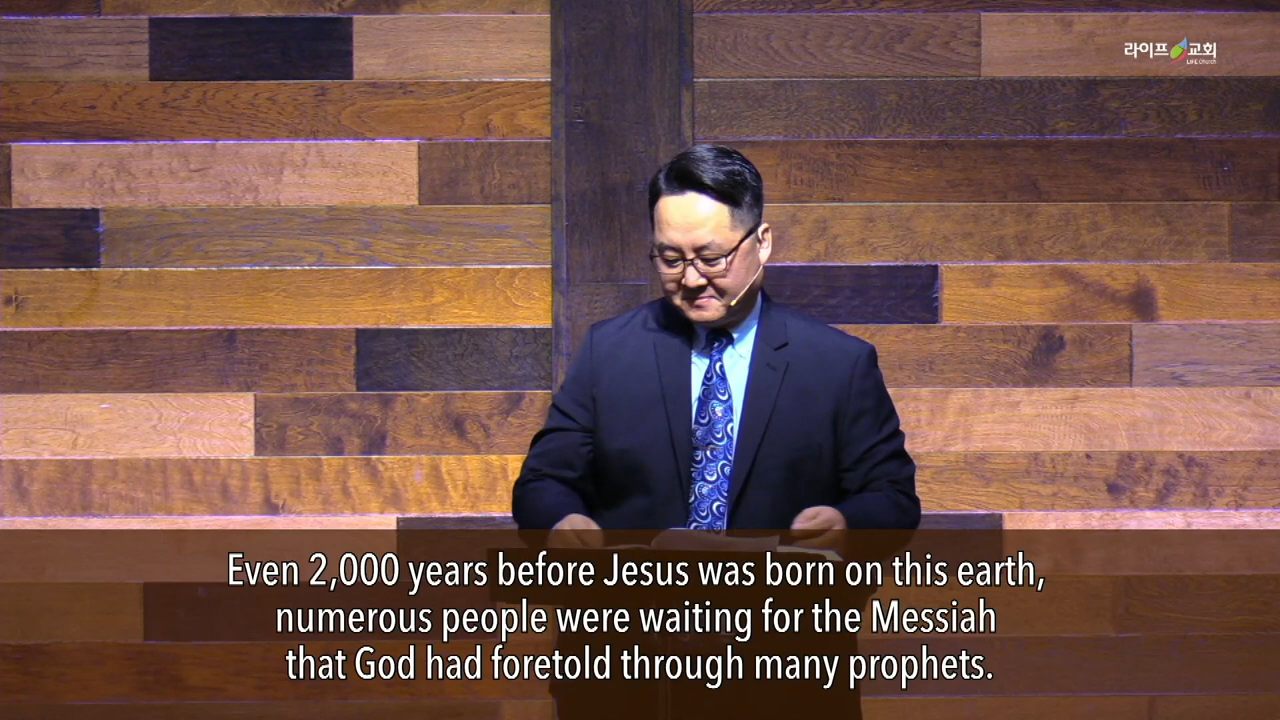 라이프교회
LIFE Church
Even 2,000 years before Jesus was born on this earth,
numerous people were waiting for the Messiah
that God had foretold through many prophets.